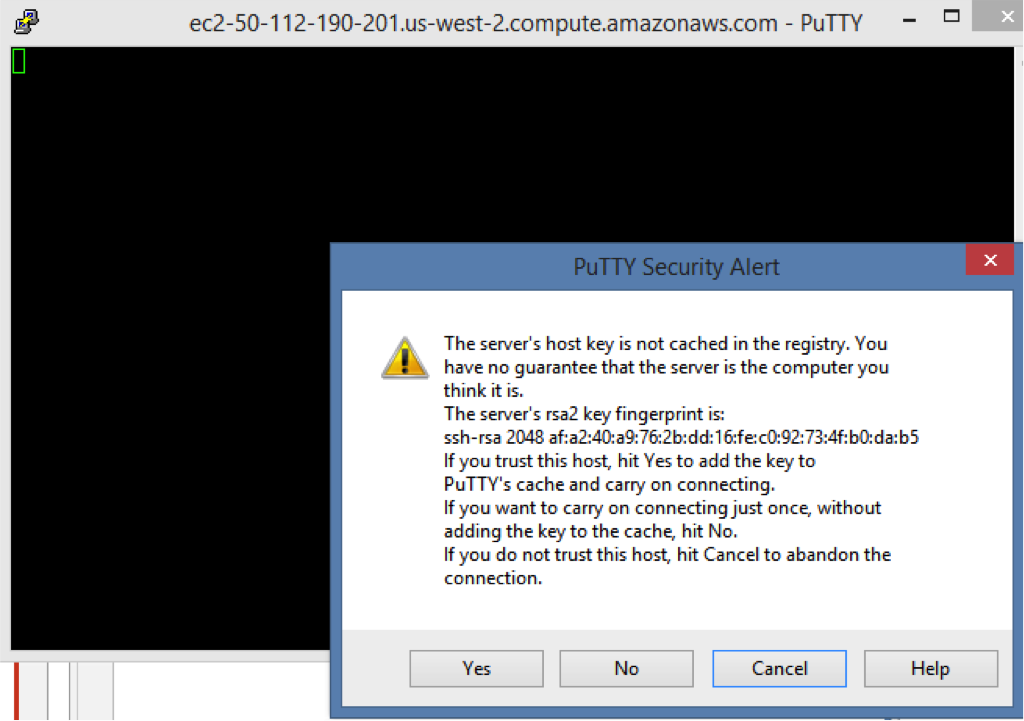 ec2-50-112-190-201.us-west-2.compute.amazonaws.com - PuTTY
PuTTY Security Alert
The server's host key is not cached in the registry. You
have no guarantee that the server is the computer you
think it is.
The server's rsa2 key fingerprint is:
ssh-rsa 2048 af:a2:40:a9:76:2b:dd:16:fe:c0:92:73:4f:b0:da:b5
If you trust this host, hit Yes to add the key to
PuTTY's cache and carry on connecting.
If you want to carry on connecting just once, without
adding the key to the cache, hit No.
If you do not trust this host, hit Cancel to abandon the
connection.
Yes No Cancel Help